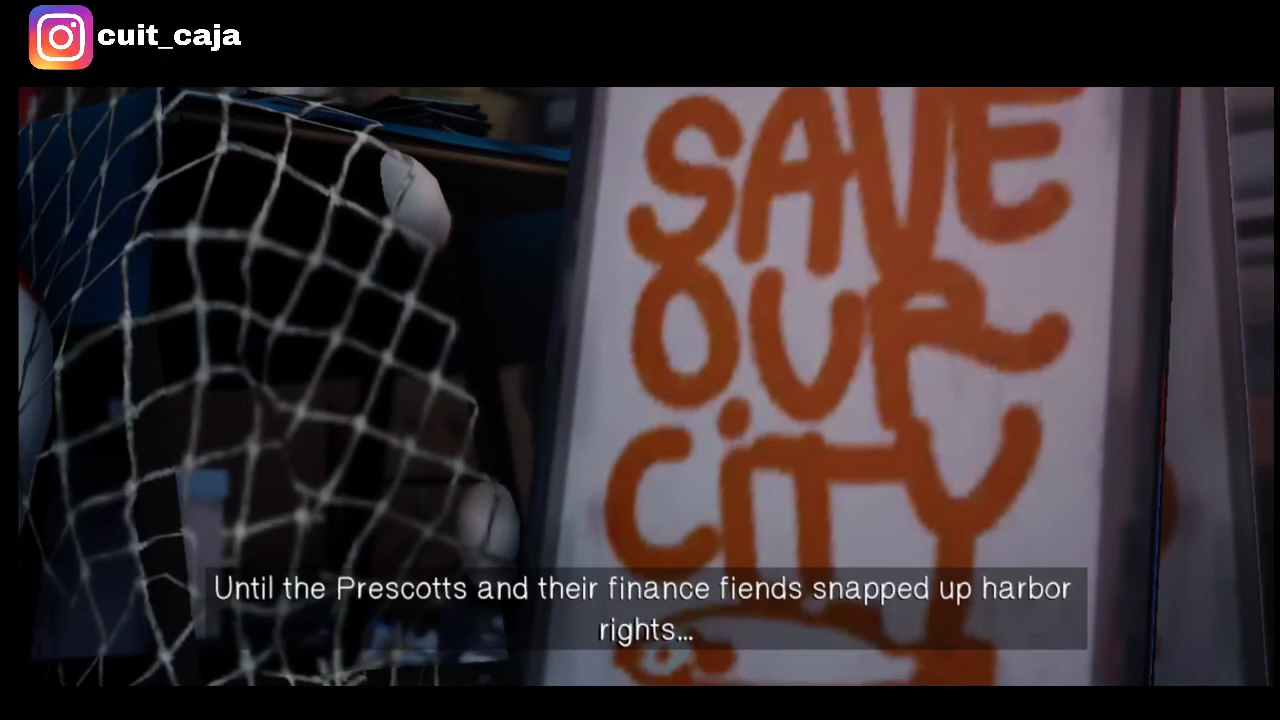 cuit_caja
SAVE
OUR
CITY
Until the Prescotts and their finance fiends snapped up harbor
rights...